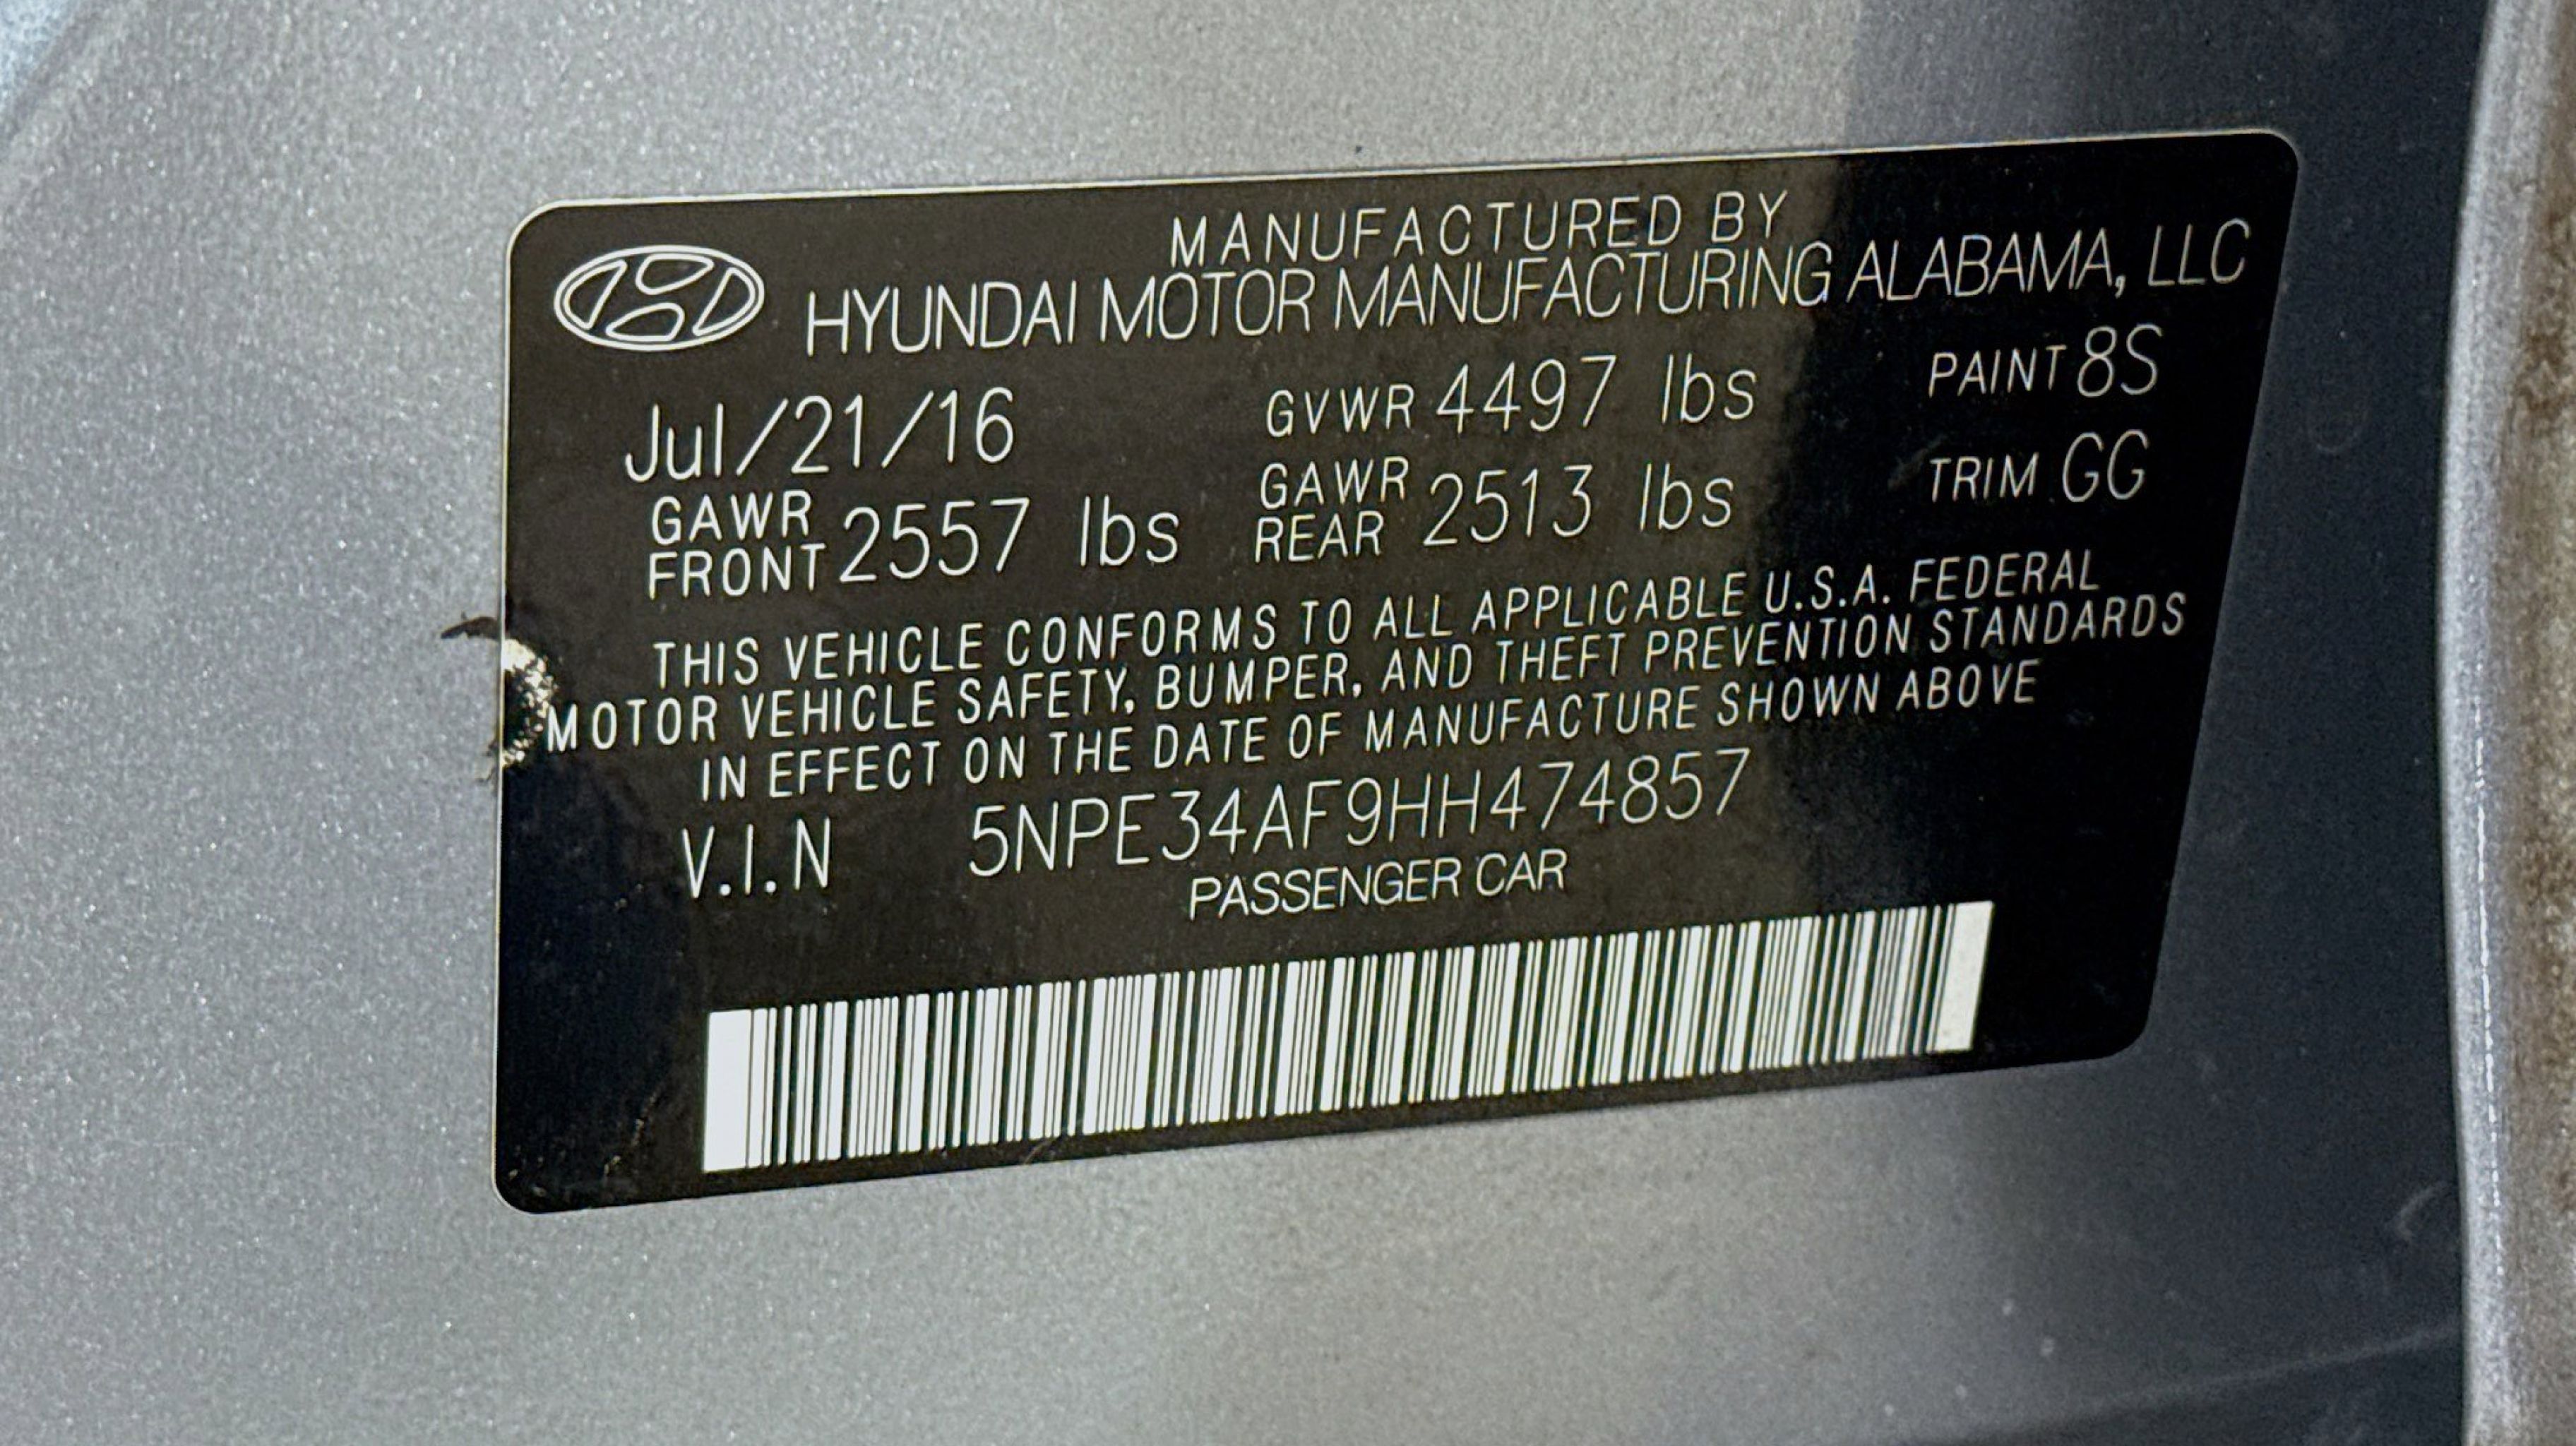 MANUFACTURED BY
HYUNDAI MOTOR MANUFACTURING ALABAMA, LLC
Jul/21/16 GVWR 4497 lbs PAINT 8S
GAWR FRONT 2557 lbs GAWR REAR 2513 lbs TRIM GG
THIS VEHICLE CONFORMS TO ALL APPLICABLE U.S.A. FEDERAL
MOTOR VEHICLE SAFETY, BUMPER, AND THEFT PREVENTION STANDARDS
IN EFFECT ON THE DATE OF MANUFACTURE SHOWN ABOVE
V.I.N 5NPE34AF9HH474857
PASSENGER CAR